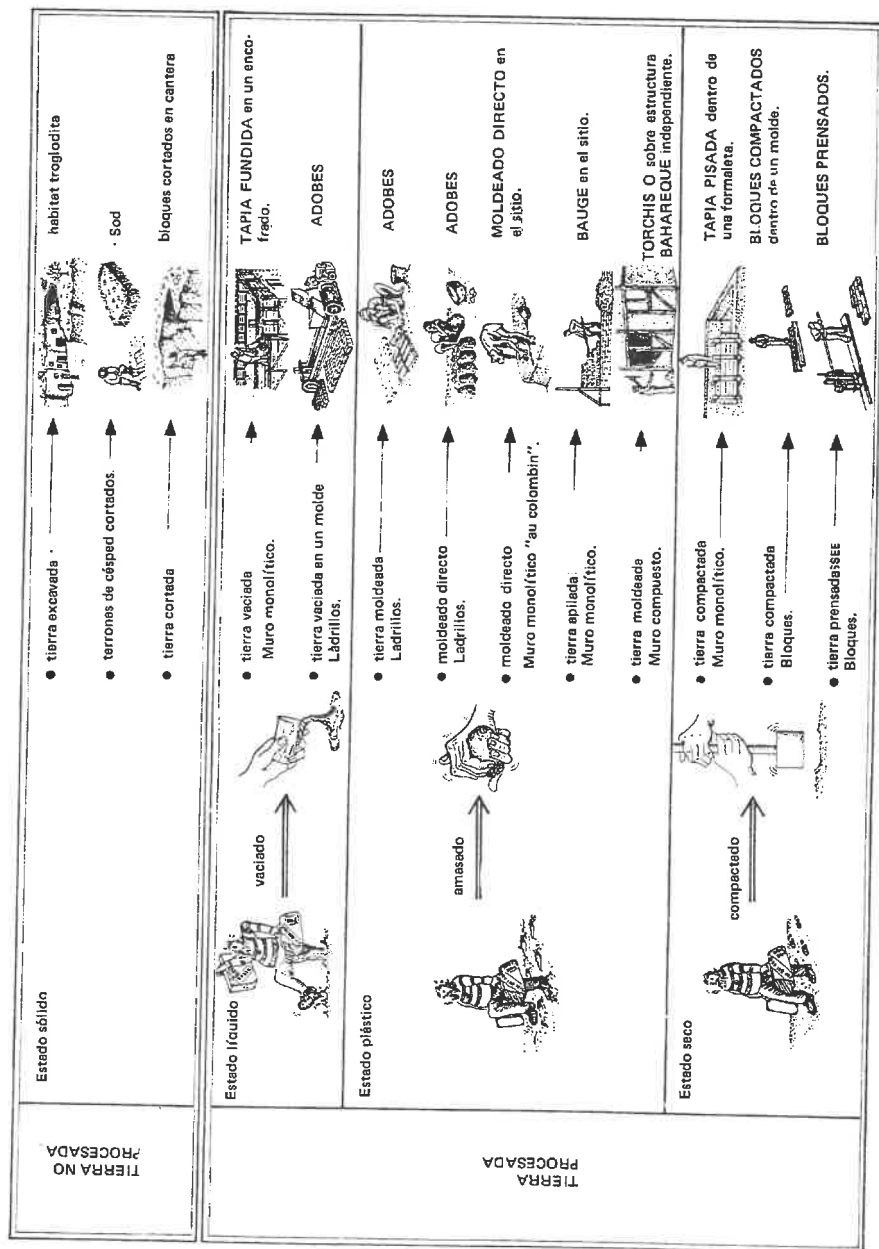 TIERRA NO
PROCESADA
Estado sólido
• tierra excavada
habitat troglodita
• terrones de césped cortados.
· Sod
• tierra cortada
bloques cortados en cantera
TIERRA
PROCESADA
Estado líquido
vaciado
• tierra vaciada
Muro monolítico.
TAPIA FUNDIDA en un enco-
frado.
• tierra vaciada en un molde
Ladrillos.
ADOBES
Estado plástico
amasado
• tierra moldeada
Ladrillos.
ADOBES
• moldeado directo
Ladrillos.
ADOBES
• moldeado directo
Muro monolítico "au colombin".
MOLDEADO DIRECTO en
el sitio.
• tierra apilada
Muro monolítico.
BAUGE en el sitio.
• tierra moldeada
Muro compuesto.
TORCHIS O sobre estructura
BAHAREQUE independiente.
Estado seco
compactado
• tierra compactada
Muro monolítico.
TAPIA PISADA dentro de
una formaleta.
• tierra compactada
Bloques.
BLOQUES COMPACTADOS
dentro de un molde.
• tierra prensadaSEE
Bloques.
BLOQUES PRENSADOS.